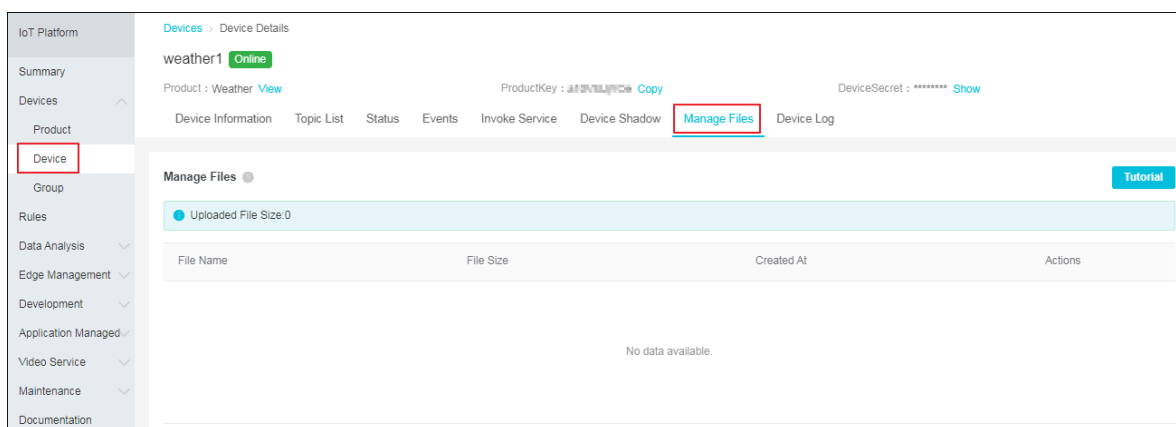 IoT Platform
Summary
Devices
Product
Device
Group
Rules
Data Analysis
Edge Management
Development
Application Managed
Video Service
Maintenance
Documentation
Devices > Device Details
weather1 Online
Product : Weather View
ProductKey : Copy
DeviceSecret : ******** Show
Device Information Topic List Status Events Invoke Service Device Shadow Manage Files Device Log
Manage Files
Tutorial
Uploaded File Size:0
File Name File Size Created At Actions
No data available.